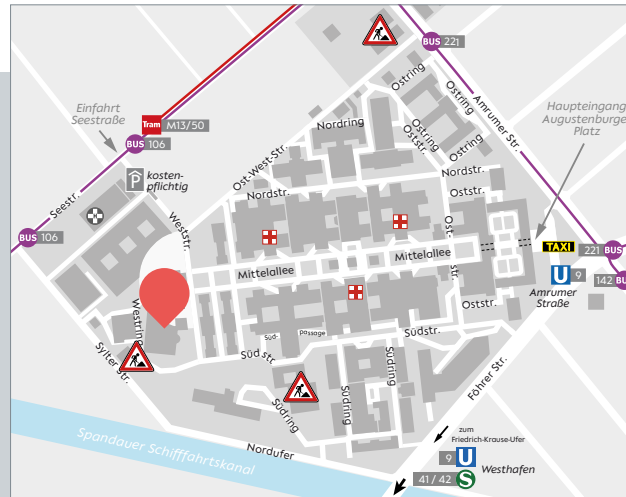 BUS 221
Ostring
Ostring
Amrumer Str.
Einfahrt
Seestraße
Tram M13/50
BUS 106
Haupteingang
Augustenburger
Platz
Nordring
Ostring
Oststr.
Ostring
Ost-West-Str.
P
kosten-
pflichtig
Nordstr.
Nordstr.
Oststr.
Seestr.
Weststr.
BUS 106
Ost-
str.
Mittelallee
Mittelallee
TAXI
221 BUS
U 9
142 BUS
Amrumer
Straße
Westring
Oststr.
Süd-
passage
Südstr.
Südstr.
Sylter Str.
Südring
Südring
Südring
Föhrer Str.
Nordufer
Spandauer Schifffahrtskanal
zum
Friedrich-Krause-Ufer
9 U
Westhafen
41 / 42 S